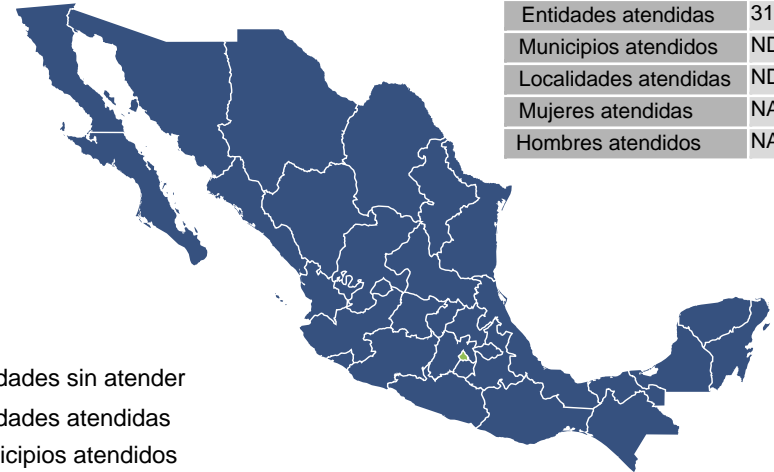 Entidades atendidas 31
Municipios atendidos ND
Localidades atendidas ND
Mujeres atendidas NA
Hombres atendidos NA
dades sin atender
dades atendidas
icipios atendidos